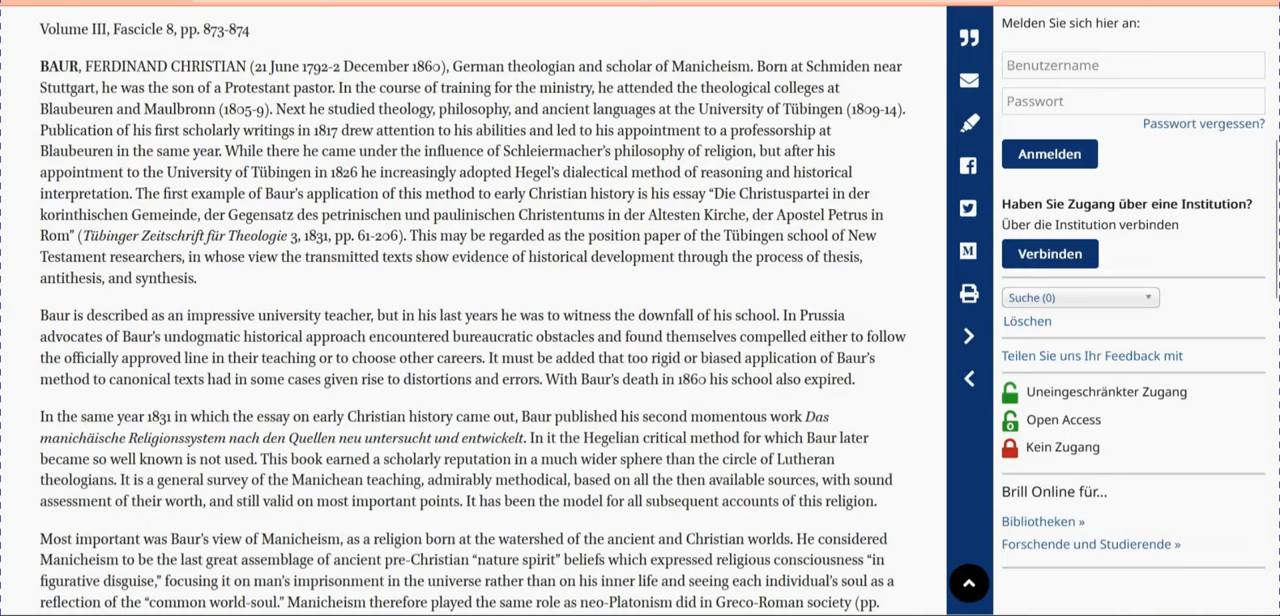 Volume III, Fascicle 8, pp. 873-874
BAUR, FERDINAND CHRISTIAN (21 June 1792-2 December 1860), German theologian and scholar of Manicheism. Born at Schmiden near
Stuttgart, he was the son of a Protestant pastor. In the course of training for the ministry, he attended the theological colleges at
Blaubeuren and Maulbronn (1805-9). Next he studied theology, philosophy, and ancient languages at the University of Tübingen (1809-14).
Publication of his first scholarly writings in 1817 drew attention to his abilities and led to his appointment to a professorship at
Blaubeuren in the same year. While there he came under the influence of Schleiermacher's philosophy of religion, but after his
appointment to the University of Tübingen in 1826 he increasingly adopted Hegel's dialectical method of reasoning and historical
interpretation. The first example of Baur's application of this method to early Christian history is his essay “Die Christuspartei in der
korinthischen Gemeinde, der Gegensatz des petrinischen und paulinischen Christentums in der Altesten Kirche, der Apostel Petrus in
Rom” (Tübinger Zeitschrift für Theologie 3, 1831, pp. 61-206). This may be regarded as the position paper of the Tübingen school of New
Testament researchers, in whose view the transmitted texts show evidence of historical development through the process of thesis,
antithesis, and synthesis.
Baur is described as an impressive university teacher, but in his last years he was to witness the downfall of his school. In Prussia
advocates of Baur's undogmatic historical approach encountered bureaucratic obstacles and found themselves compelled either to follow
the officially approved line in their teaching or to choose other careers. It must be added that too rigid or biased application of Baur's
method to canonical texts had in some cases given rise to distortions and errors. With Baur's death in 1860 his school also expired.
In the same year 1831 in which the essay on early Christian history came out, Baur published his second momentous work Das
manichäische Religionssystem nach den Quellen neu untersucht und entwickelt. In it the Hegelian critical method for which Baur later
became so well known is not used. This book earned a scholarly reputation in a much wider sphere than the circle of Lutheran
theologians. It is a general survey of the Manichean teaching, admirably methodical, based on all the then available sources, with sound
assessment of their worth, and still valid on most important points. It has been the model for all subsequent accounts of this religion.
Most important was Baur's view of Manicheism, as a religion born at the watershed of the ancient and Christian worlds. He considered
Manicheism to be the last great assemblage of ancient pre-Christian “nature spirit” beliefs which expressed religious consciousness “in
figurative disguise,” focusing it on man's imprisonment in the universe rather than on his inner life and seeing each individual's soul as a
reflection of the “common world-soul.” Manicheism therefore played the same role as neo-Platonism did in Greco-Roman society (pp.
M
Melden Sie sich hier an:
Benutzername
Passwort
Passwort vergessen?
Anmelden
Haben Sie Zugang über eine Institution?
Über die Institution verbinden
Verbinden
Suche (0)
Löschen
Teilen Sie uns Ihr Feedback mit
Uneingeschränkter Zugang
Open Access
Kein Zugang
Brill Online für...
Bibliotheken »
Forschende und Studierende »